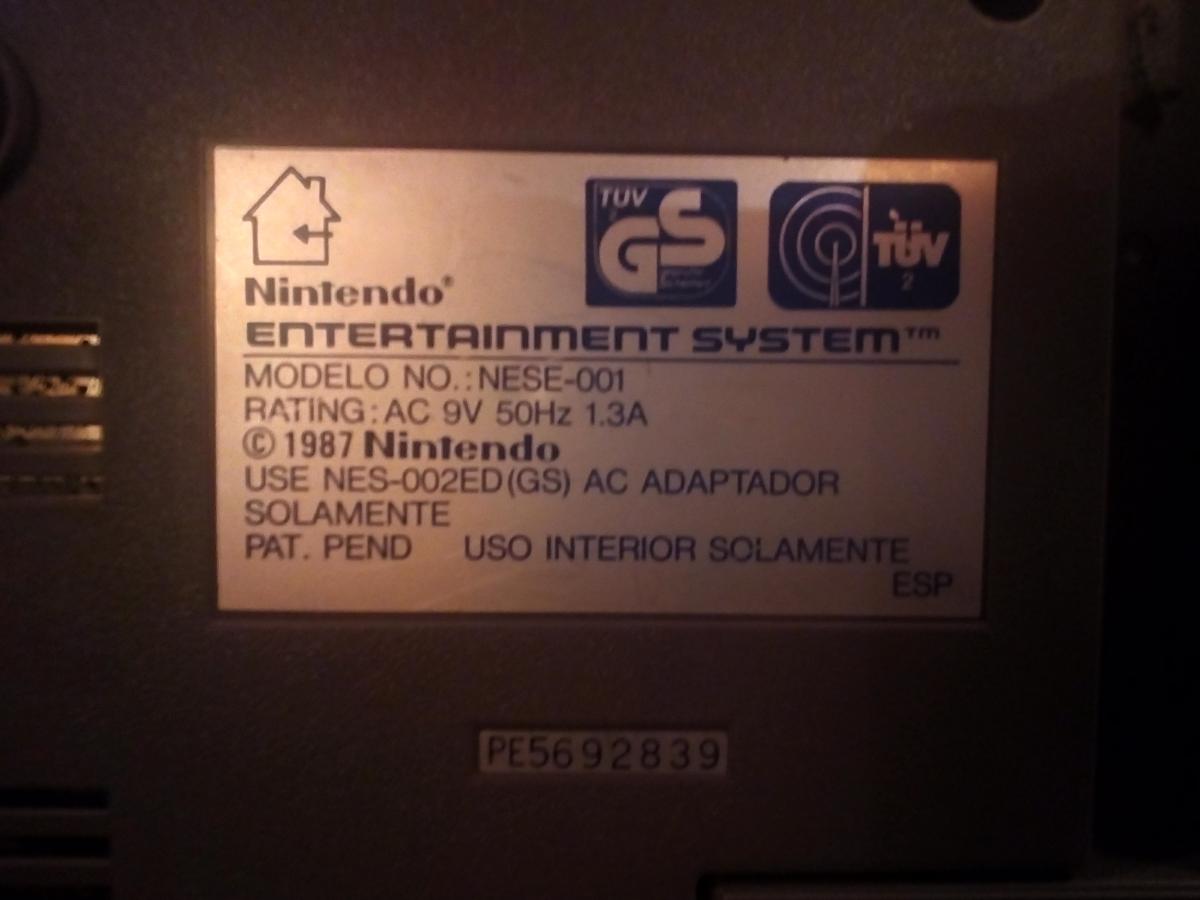 TÜV
GS
TÜV
2
Nintendo®
ENTERTAINMENT SYSTEM™
MODELO NO.: NESE-001
RATING: AC 9V 50Hz 1.3A
© 1987 Nintendo
USE NES-002ED(GS) AC ADAPTADOR
SOLAMENTE
PAT. PEND USO INTERIOR SOLAMENTE
ESP
PE5692839